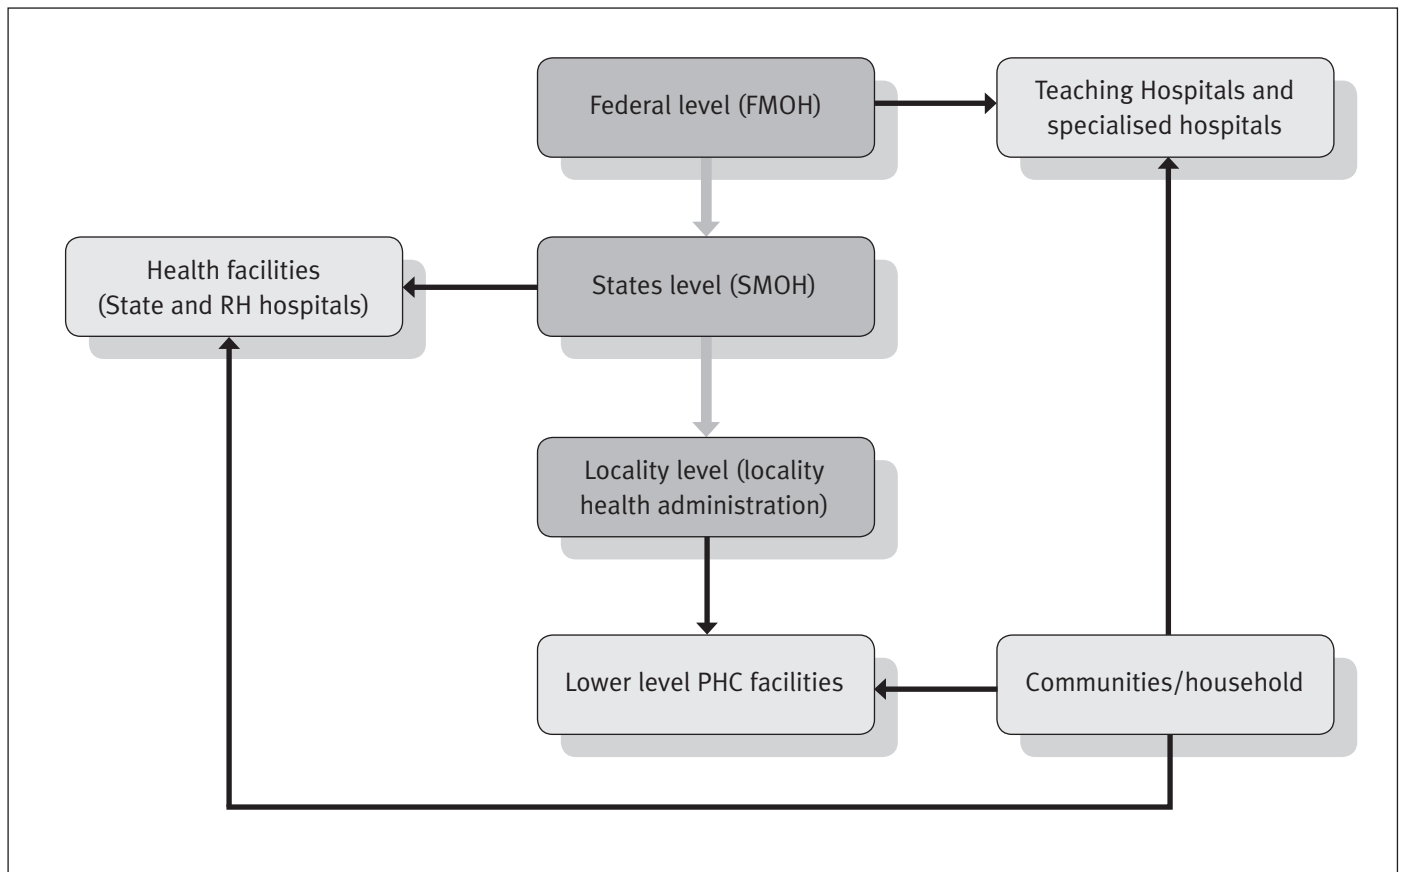 Federal level (FMOH)
Teaching Hospitals and
specialised hospitals
Health facilities
(State and RH hospitals)
States level (SMOH)
Locality level (locality
health administration)
Lower level PHC facilities
Communities/household